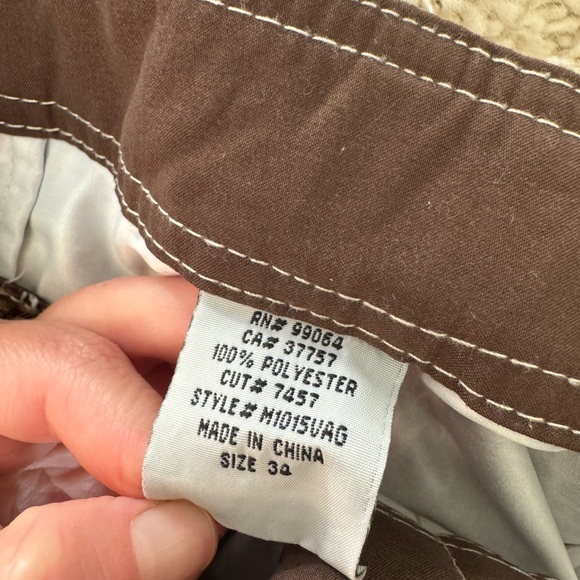 RN# 99064
CA# 37757
100% POLYESTER
CUT# 7457
STYLE# M1015VAG
MADE IN CHINA
SIZE 34